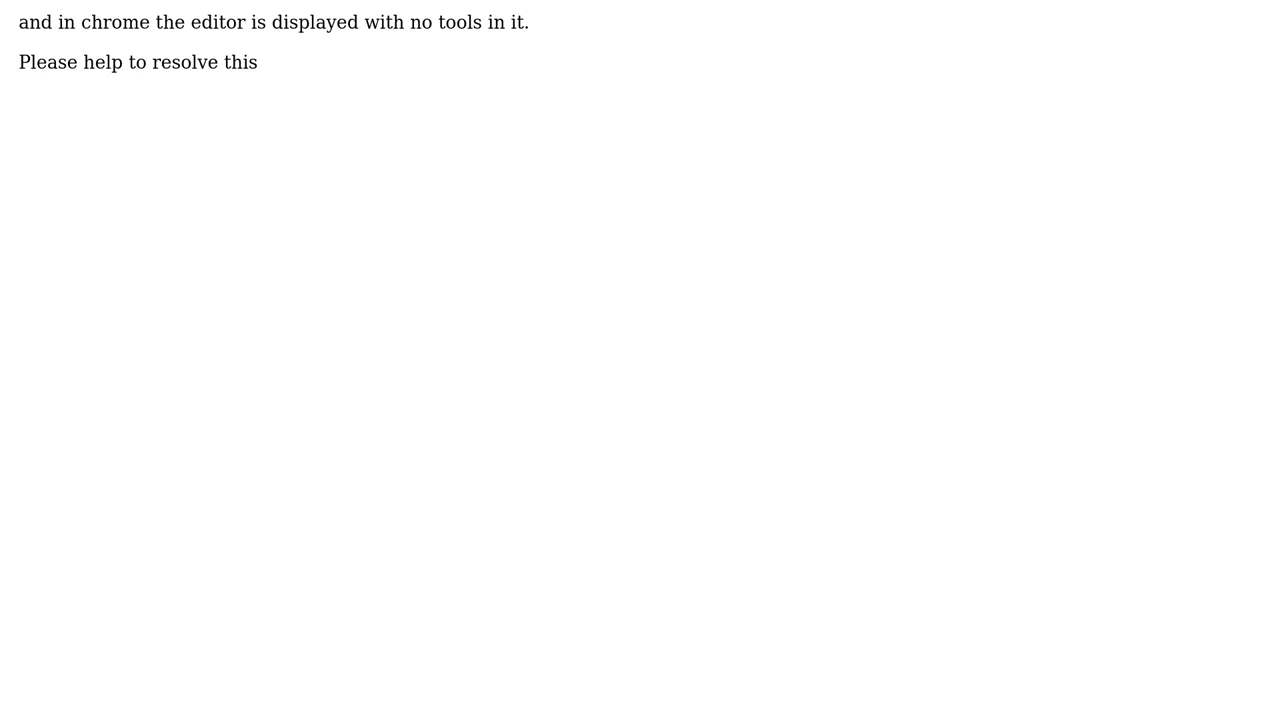 and in chrome the editor is displayed with no tools in it.
Please help to resolve this